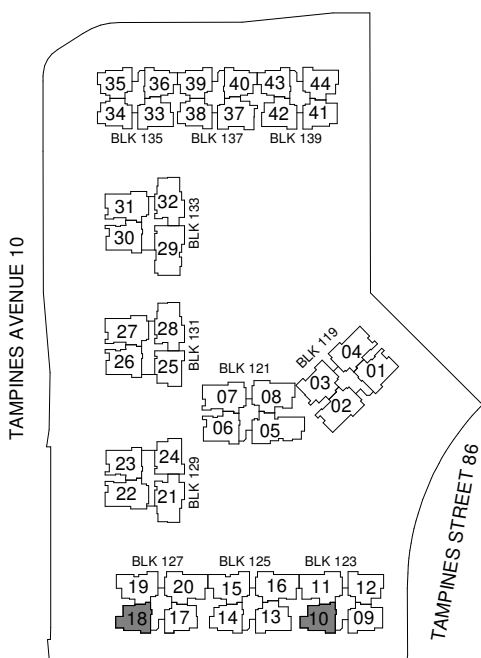 35 36 39 40 43 44
34 33 38 37 42 41
BLK 135 BLK 137 BLK 139
31 32
30 29
BLK 133
TAMPINES AVENUE 10
27 28
26 25
BLK 131
BLK 119
04
03 01
02
BLK 121
07 08
06 05
23 24
22 21
BLK 129
TAMPINES STREET 86
BLK 127 BLK 125 BLK 123
19 20 15 16 11 12
18 17 14 13 10 09